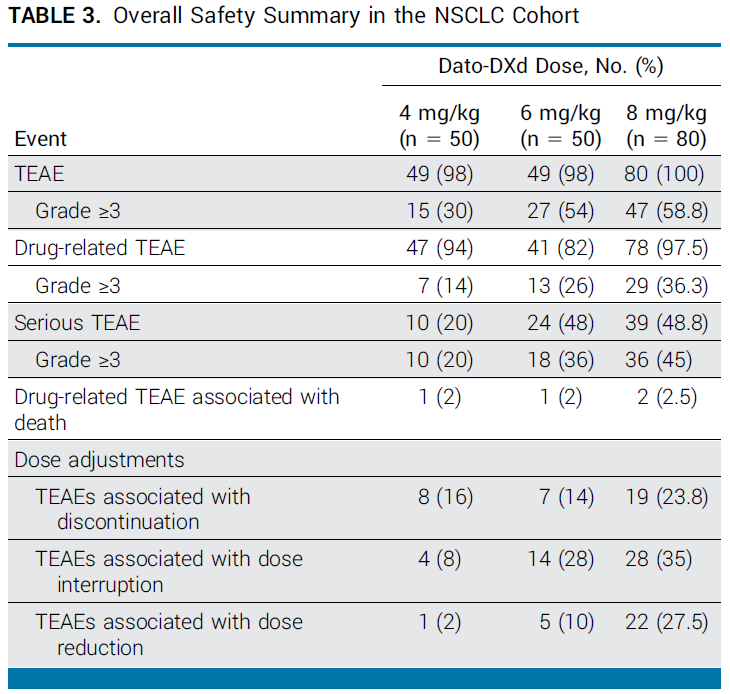 TABLE 3. Overall Safety Summary in the NSCLC Cohort
Dato-DXd Dose, No. (%)
Event 4 mg/kg (n = 50) 6 mg/kg (n = 50) 8 mg/kg (n = 80)
TEAE 49 (98) 49 (98) 80 (100)
Grade ≥3 15 (30) 27 (54) 47 (58.8)
Drug-related TEAE 47 (94) 41 (82) 78 (97.5)
Grade ≥3 7 (14) 13 (26) 29 (36.3)
Serious TEAE 10 (20) 24 (48) 39 (48.8)
Grade ≥3 10 (20) 18 (36) 36 (45)
Drug-related TEAE associated with 1 (2) 1 (2) 2 (2.5)
death
Dose adjustments
TEAEs associated with 8 (16) 7 (14) 19 (23.8)
discontinuation
TEAEs associated with dose 4 (8) 14 (28) 28 (35)
interruption
TEAEs associated with dose 1 (2) 5 (10) 22 (27.5)
reduction